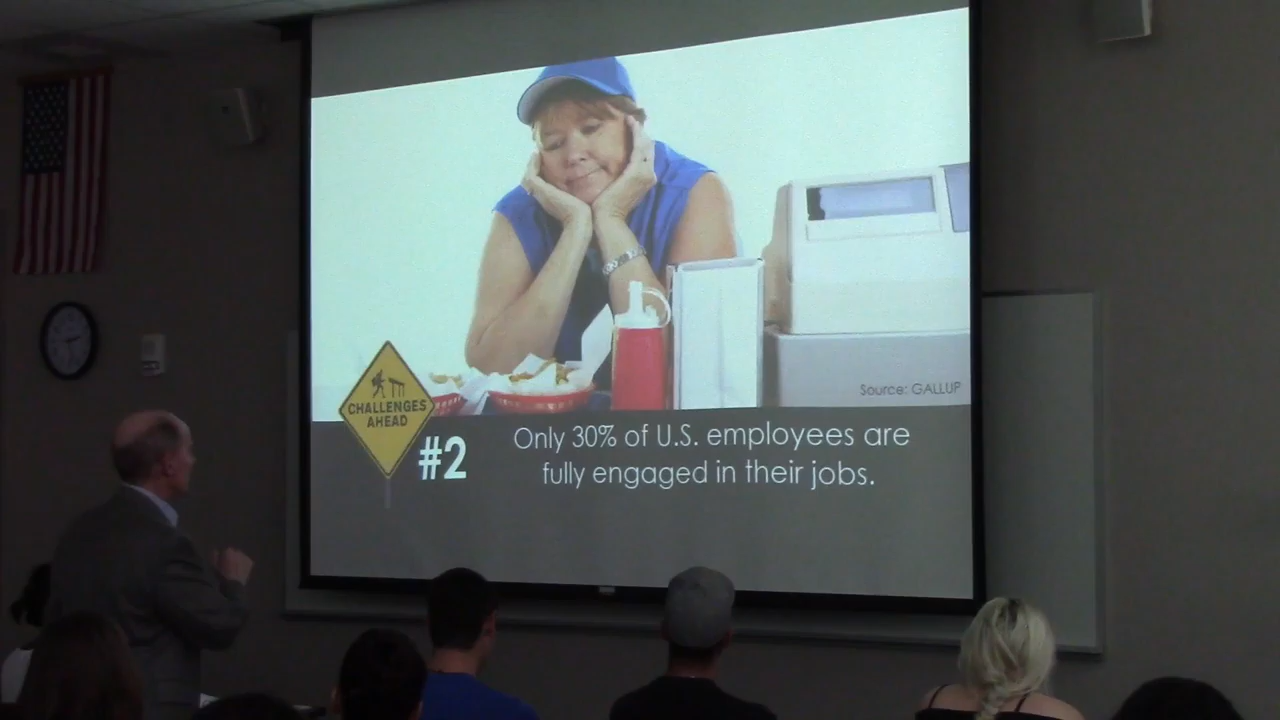 Source: GALLUP
CHALLENGES
AHEAD
#2
Only 30% of U.S. employees are
fully engaged in their jobs.